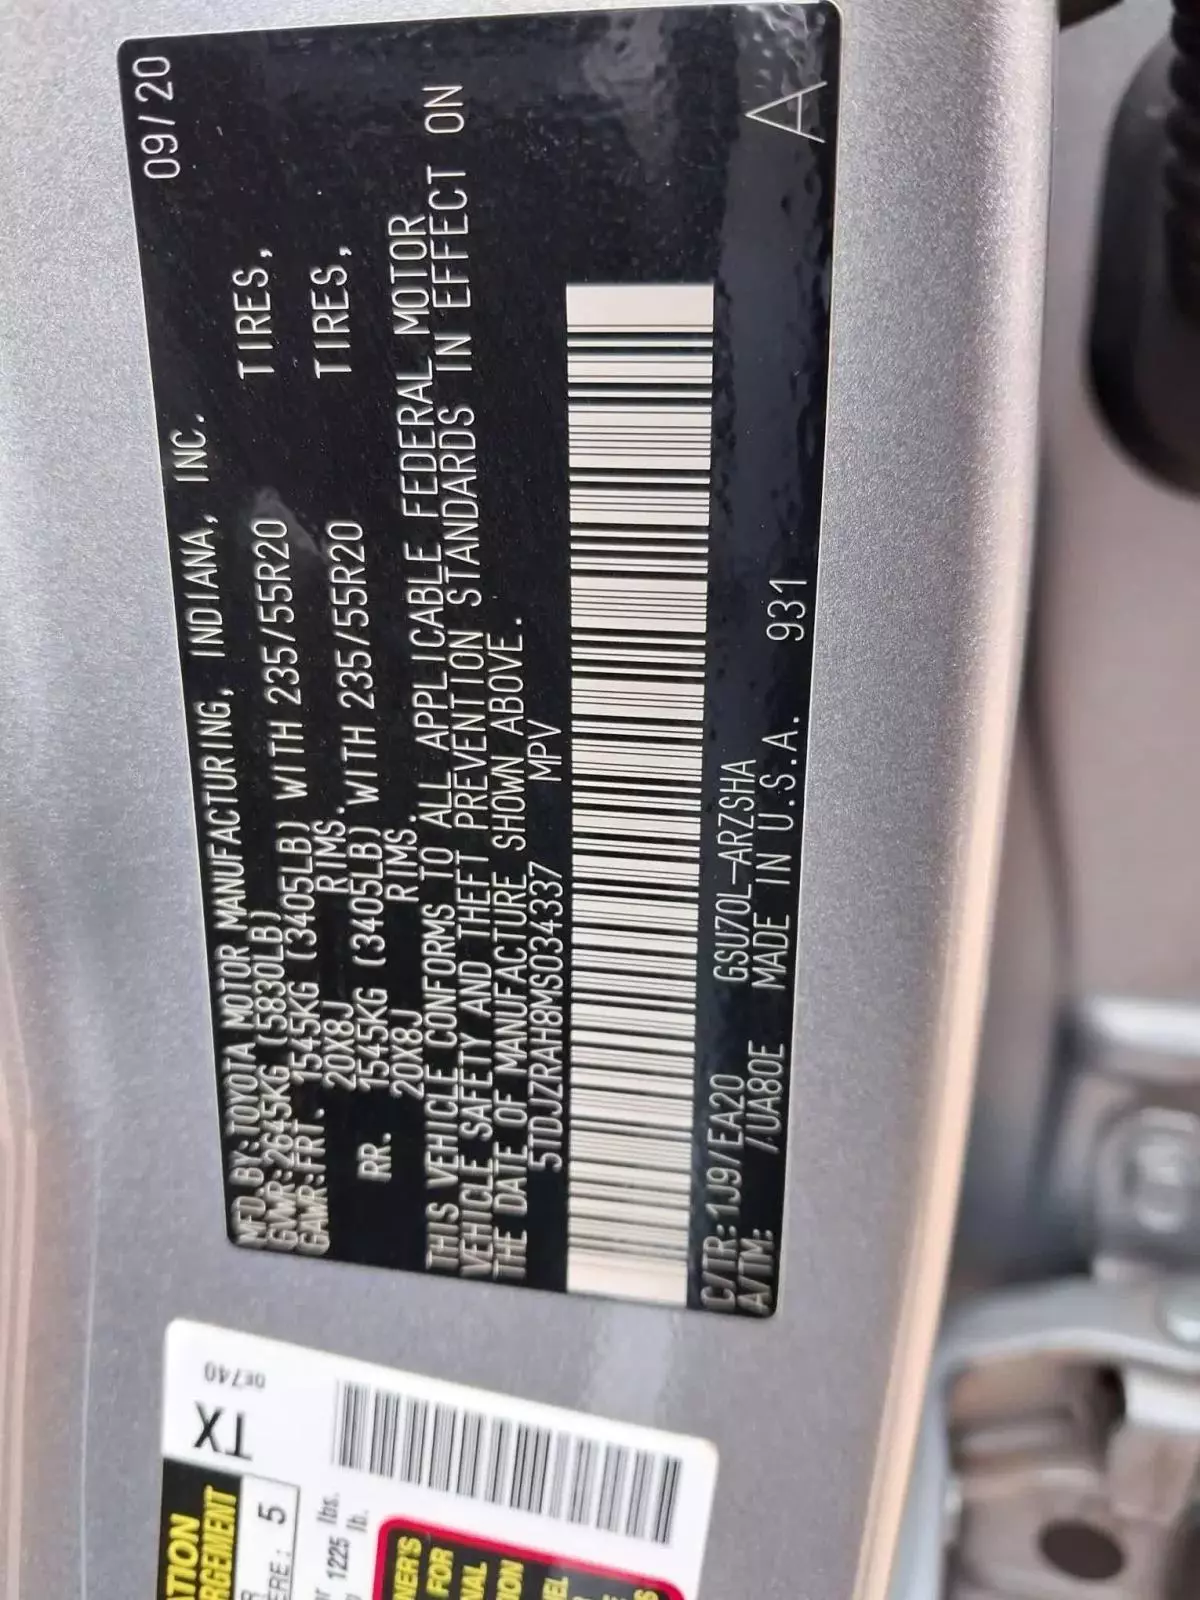 09/20
MFD.BY:TOYOTA MOTOR MANUFACTURING, INDIANA, INC.
GVWR:2645KG (5830LB)
GAWR:FRT. 1545KG (3405LB) WITH 235/55R20 TIRES,
20X8J RIMS.
RR. 1545KG (3405LB) WITH 235/55R20 TIRES,
20X8J RIMS.
THIS VEHICLE CONFORMS TO ALL APPLICABLE FEDERAL MOTOR
VEHICLE SAFETY AND THEFT PREVENTION STANDARDS IN EFFECT ON
THE DATE OF MANUFACTURE SHOWN ABOVE.
5TDJZRAH8MS034337 MPV
C/TR:1J9/EA20 GSU70L-ARZSHA
A/TM: /UA80E MADE IN U.S.A. 931
A
0E740
TX
5
1225 lbs.
lb.
FOR